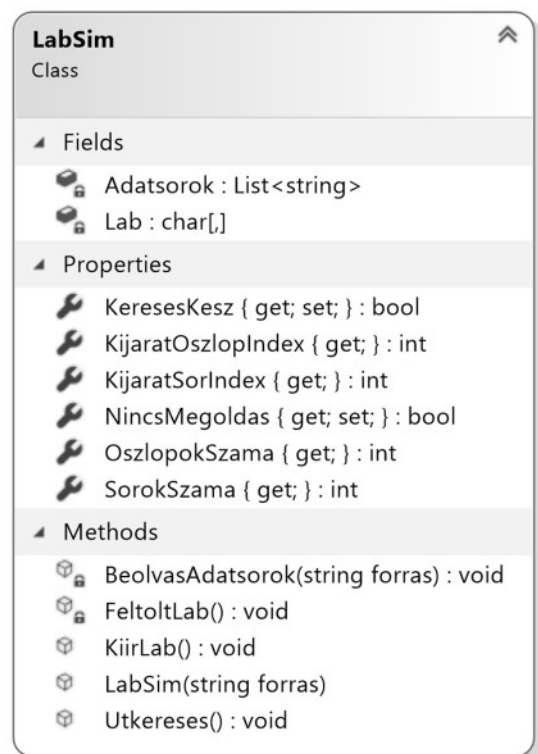 LabSim
Class
Fields
Adatsorok : List<string>
Lab : char[,]
Properties
KeresesKesz { get; set; } : bool
KijaratOszlopIndex { get; } : int
KijaratSorIndex { get; } : int
NincsMegoldas { get; set; } : bool
OszlopokSzama { get; } : int
SorokSzama { get; } : int
Methods
BeolvasAdatsorok(string forras) : void
FeltoltLab() : void
KiirLab() : void
LabSim(string forras)
Utkereses() : void